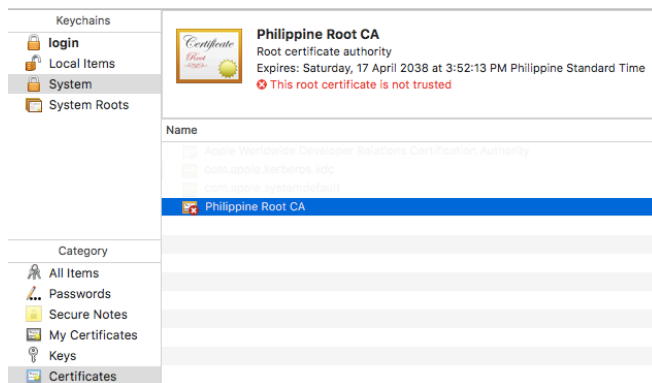 Keychains
login
Local Items
System
System Roots
Certificate
Root
Philippine Root CA
Root certificate authority
Expires: Saturday, 17 April 2038 at 3:52:13 PM Philippine Standard Time
This root certificate is not trusted
Name
Apple Worldwide Developer Relations Certification Authority
com.apple.kerberos.kdc
com.apple.systemdefault
Philippine Root CA
Category
All Items
Passwords
Secure Notes
My Certificates
Keys
Certificates